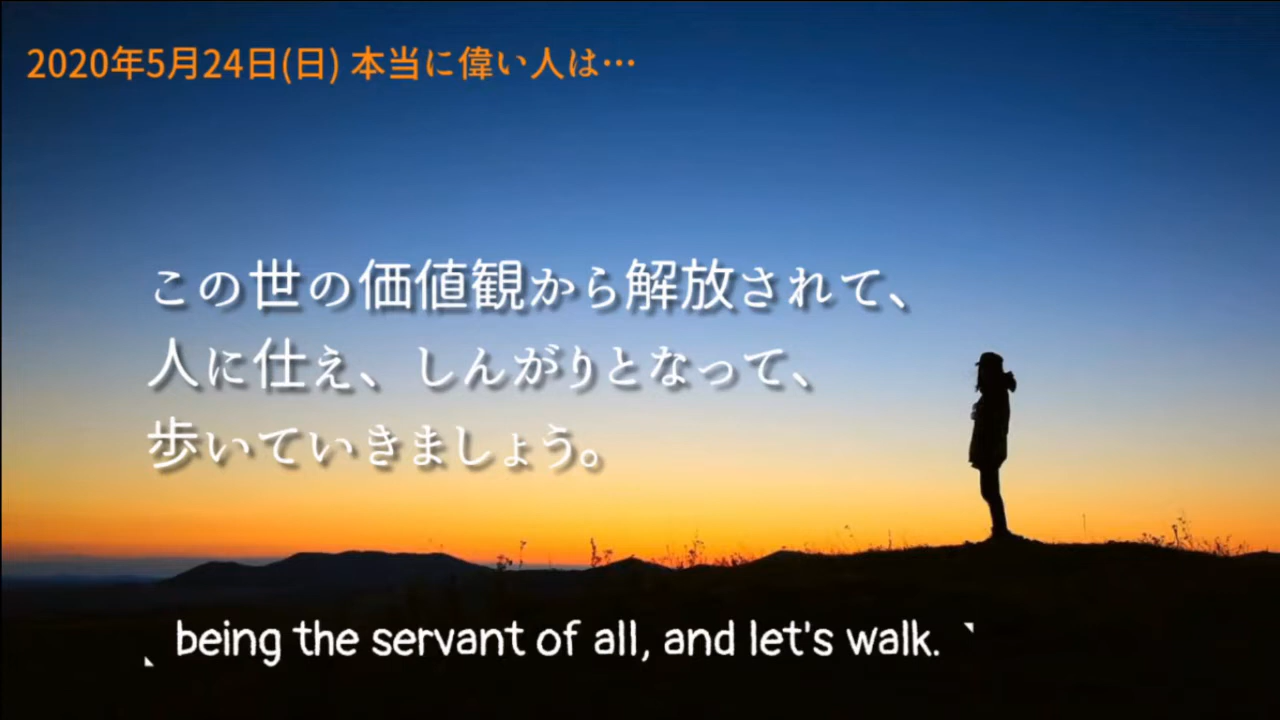 2020年5月24日(日) 本当に偉い人は…
この世の価値観から解放されて、
人に仕え、しんがりとなって、
歩いていきましょう。
being the servant of all, and let's walk.